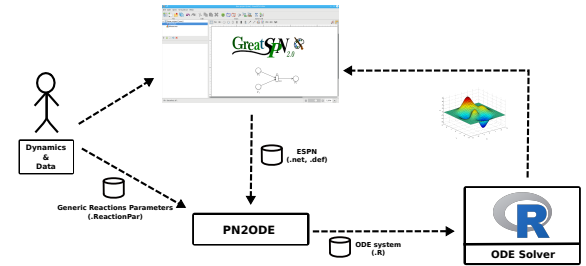 GreatSPN
2.0
Dynamics
&
Data
ESPN
(.net, .def)
Generic Reactions Parameters
(.ReactionPar)
PN2ODE
ODE system
(.R)
R
ODE Solver